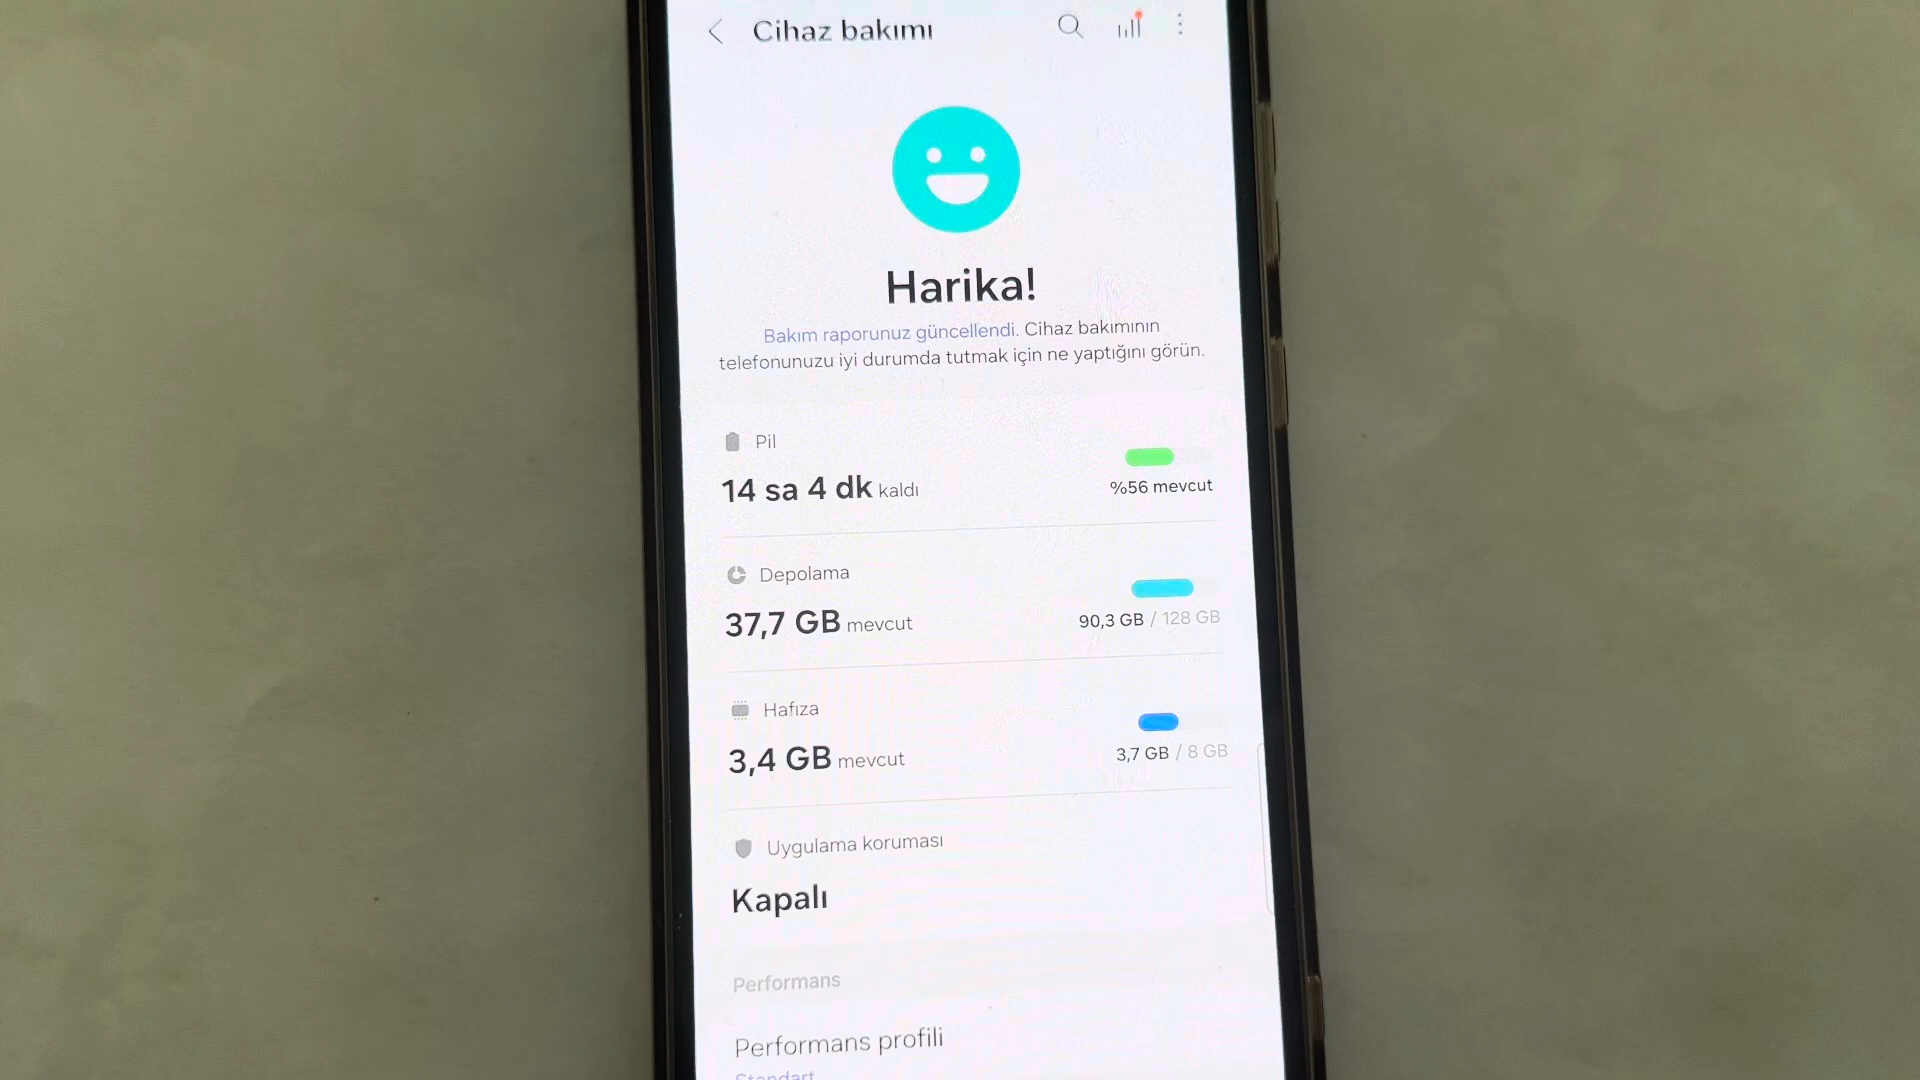 Cihaz bakımı
Harika!
Bakım raporunuz güncellendi. Cihaz bakımının
telefonunuzu iyi durumda tutmak için ne yaptığını görün.
Pil
14 sa 4 dk kaldı
%56 mevcut
Depolama
37,7 GB mevcut
90,3 GB / 128 GB
Hafıza
3,4 GB mevcut
3,7 GB / 8 GB
Uygulama koruması
Kapalı
Performans
Performans profili
Standart